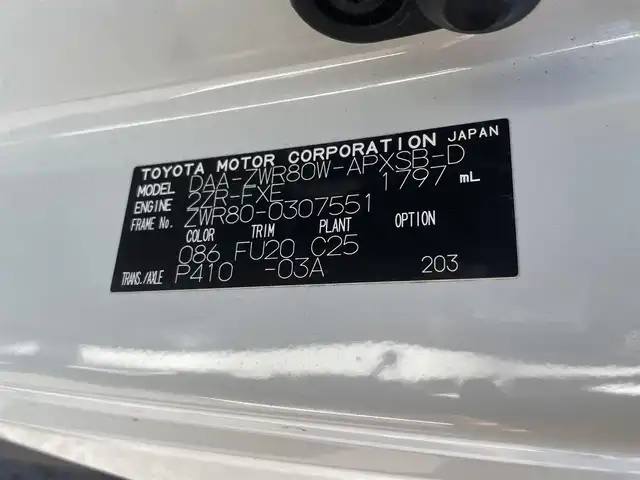 TOYOTA MOTOR CORPORATION JAPAN
MODEL DAA-ZWR80W-APXSB-D
ENGINE 2ZR-FXE 1797 mL
FRAME No. ZWR80-0307551
COLOR TRIM PLANT OPTION
086 FU20 C25
TRANS./AXLE P410 -03A 203